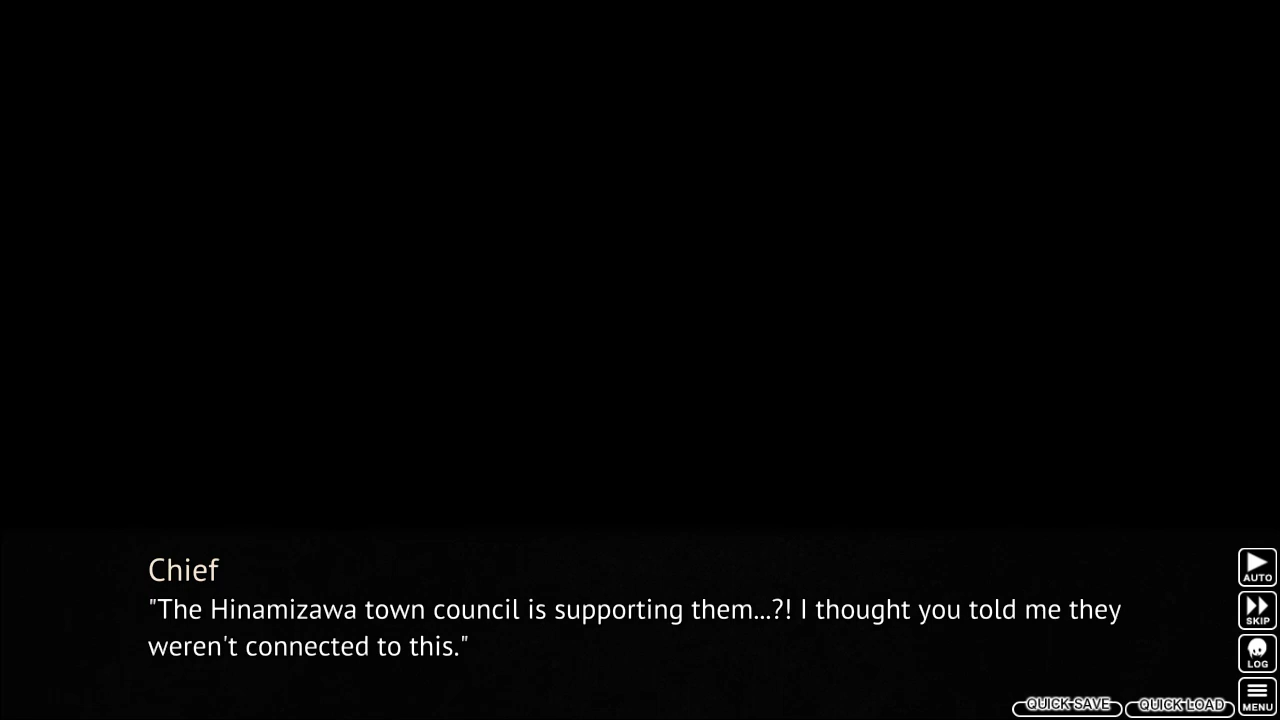 Chief
"The Hinamizawa town council is supporting them...?! I thought you told me they
weren't connected to this."
AUTO
SKIP
LOG
MENU
QUICK SAVE
QUICK LOAD